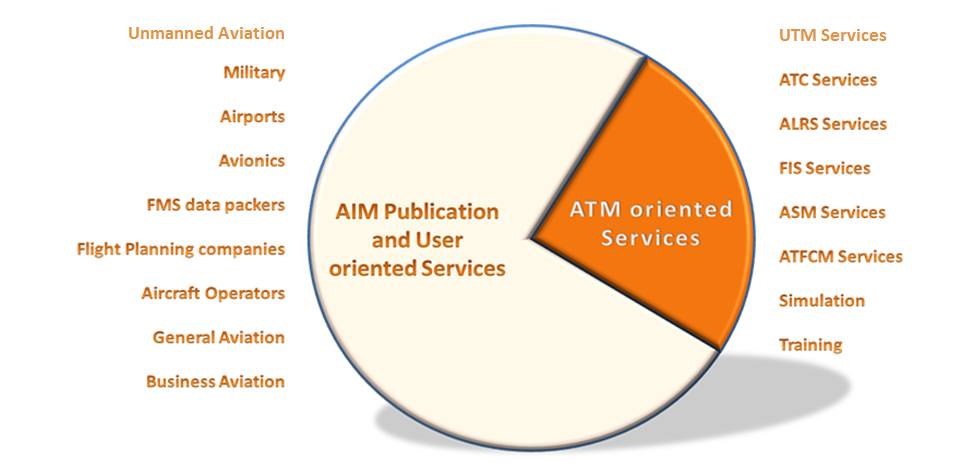 Unmanned Aviation
Military
Airports
Avionics
FMS data packers
Flight Planning companies
Aircraft Operators
General Aviation
Business Aviation
AIM Publication
and User
oriented Services
ATM oriented
Services
UTM Services
ATC Services
ALRS Services
FIS Services
ASM Services
ATFCM Services
Simulation
Training